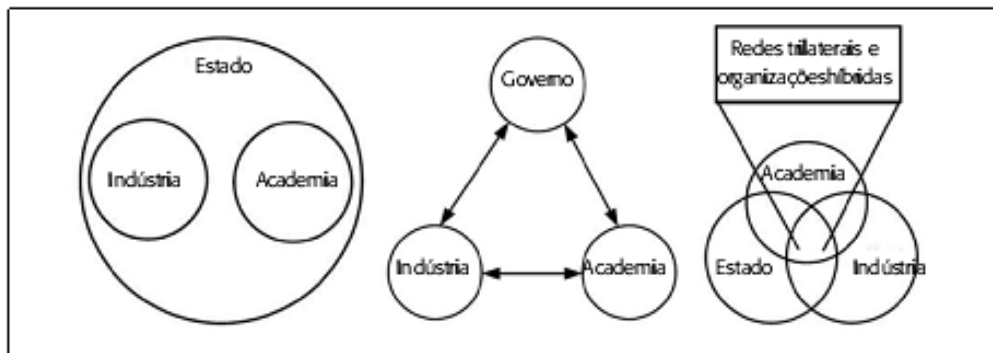 Estado
Indústria
Academia
Governo
Indústria
Academia
Redes trilaterais e
organizaçõeshíbridas
Academia
Estado
Indústria